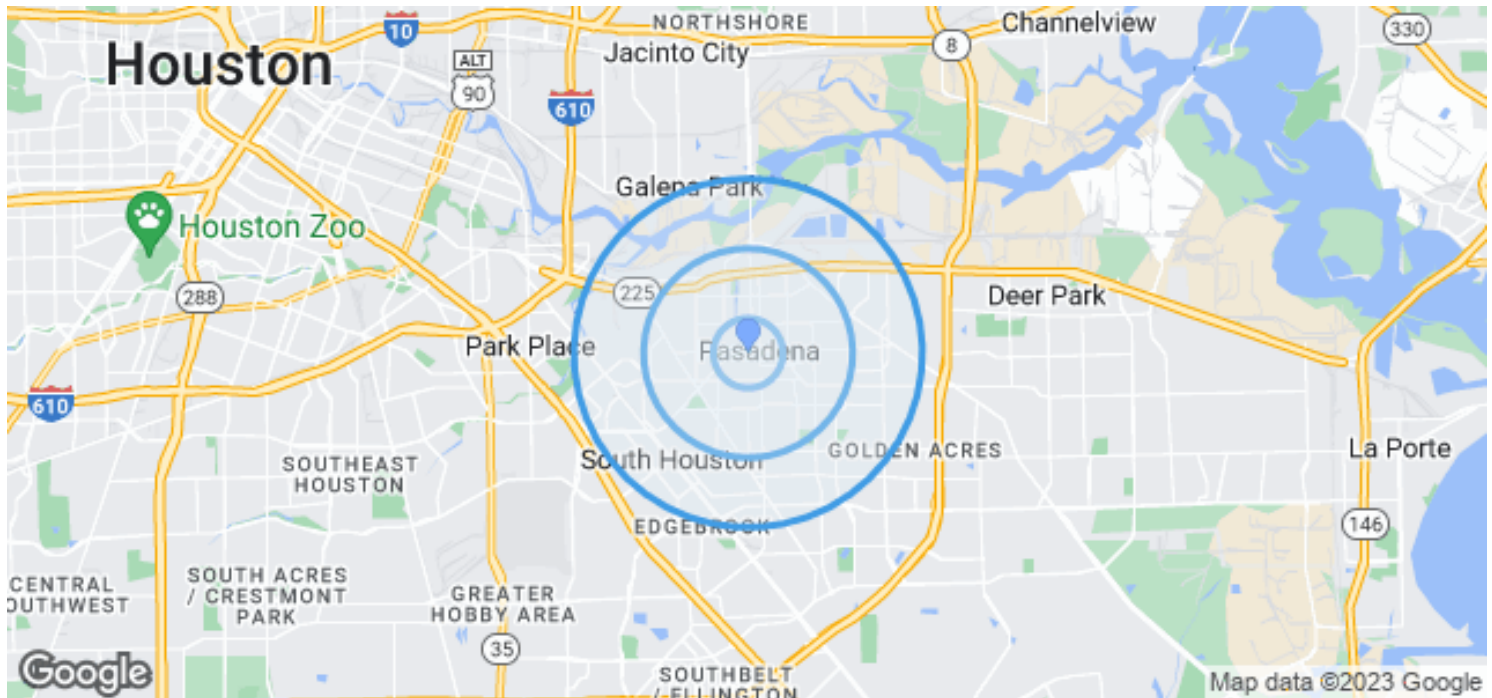 NORTHSHORE
Channelview
10
8
330
Jacinto City
Houston
ALT
90
610
Galena Park
Houston Zoo
288
225
Deer Park
Park Place
Pasadena
610
South Houston
GOLDEN ACRES
La Porte
SOUTHEAST
HOUSTON
EDGEBROOK
146
CENTRAL
OUTHWEST
SOUTH ACRES
/ CRESTMONT
PARK
GREATER
HOBBY AREA
35
SOUTHBELT
/ ELLINGTON
Google
Map data ©2023 Google